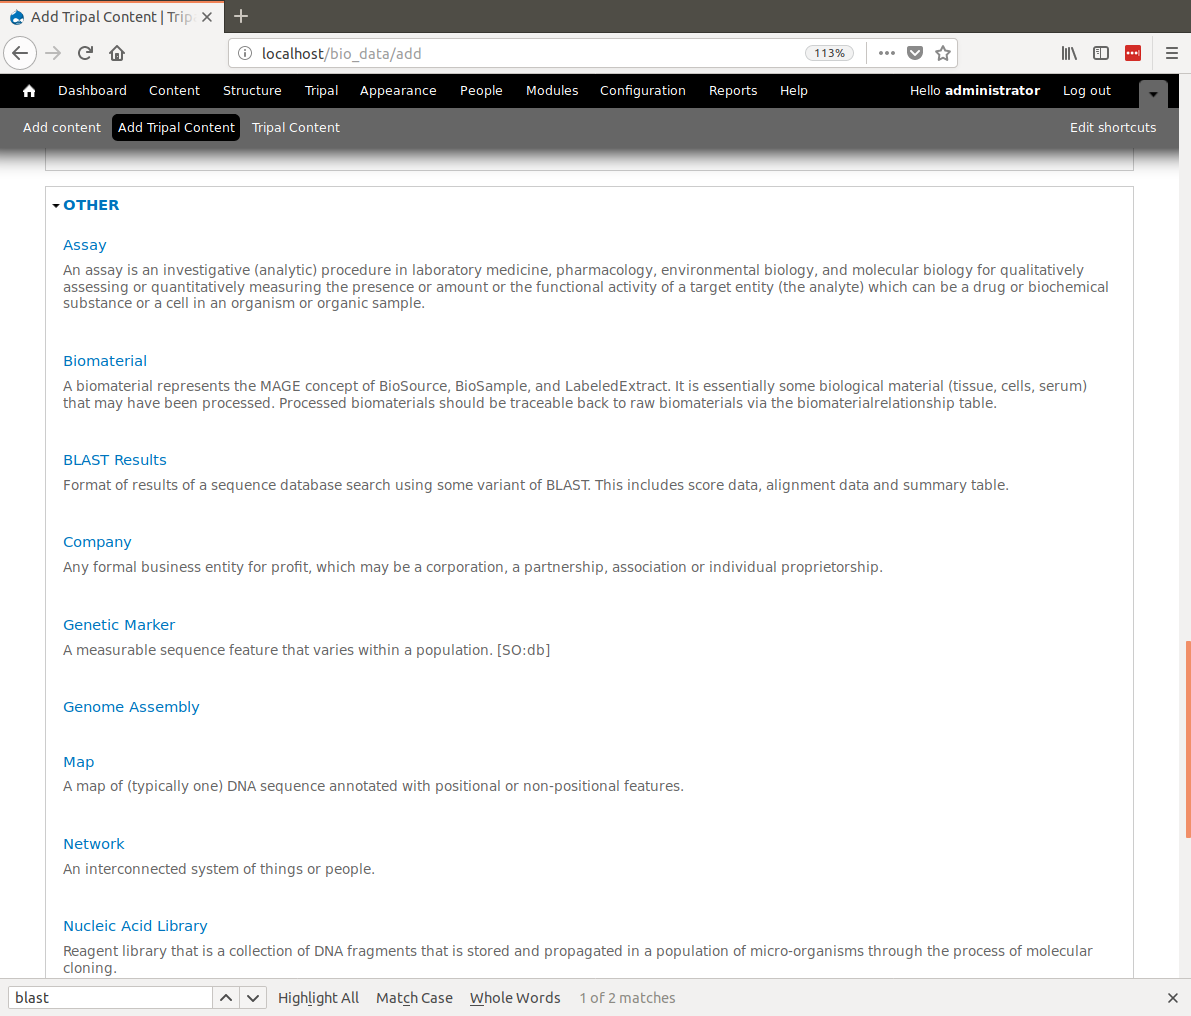 Add Tripal Content | Trip
localhost/bio_data/add
113%
Dashboard Content Structure Tripal Appearance People Modules Configuration Reports Help Hello administrator Log out
Add content Add Tripal Content Tripal Content Edit shortcuts
OTHER
Assay
An assay is an investigative (analytic) procedure in laboratory medicine, pharmacology, environmental biology, and molecular biology for qualitatively
assessing or quantitatively measuring the presence or amount or the functional activity of a target entity (the analyte) which can be a drug or biochemical
substance or a cell in an organism or organic sample.
Biomaterial
A biomaterial represents the MAGE concept of BioSource, BioSample, and LabeledExtract. It is essentially some biological material (tissue, cells, serum)
that may have been processed. Processed biomaterials should be traceable back to raw biomaterials via the biomaterialrelationship table.
BLAST Results
Format of results of a sequence database search using some variant of BLAST. This includes score data, alignment data and summary table.
Company
Any formal business entity for profit, which may be a corporation, a partnership, association or individual proprietorship.
Genetic Marker
A measurable sequence feature that varies within a population. [SO:db]
Genome Assembly
Map
A map of (typically one) DNA sequence annotated with positional or non-positional features.
Network
An interconnected system of things or people.
Nucleic Acid Library
Reagent library that is a collection of DNA fragments that is stored and propagated in a population of micro-organisms through the process of molecular
cloning.
blast Highlight All Match Case Whole Words 1 of 2 matches